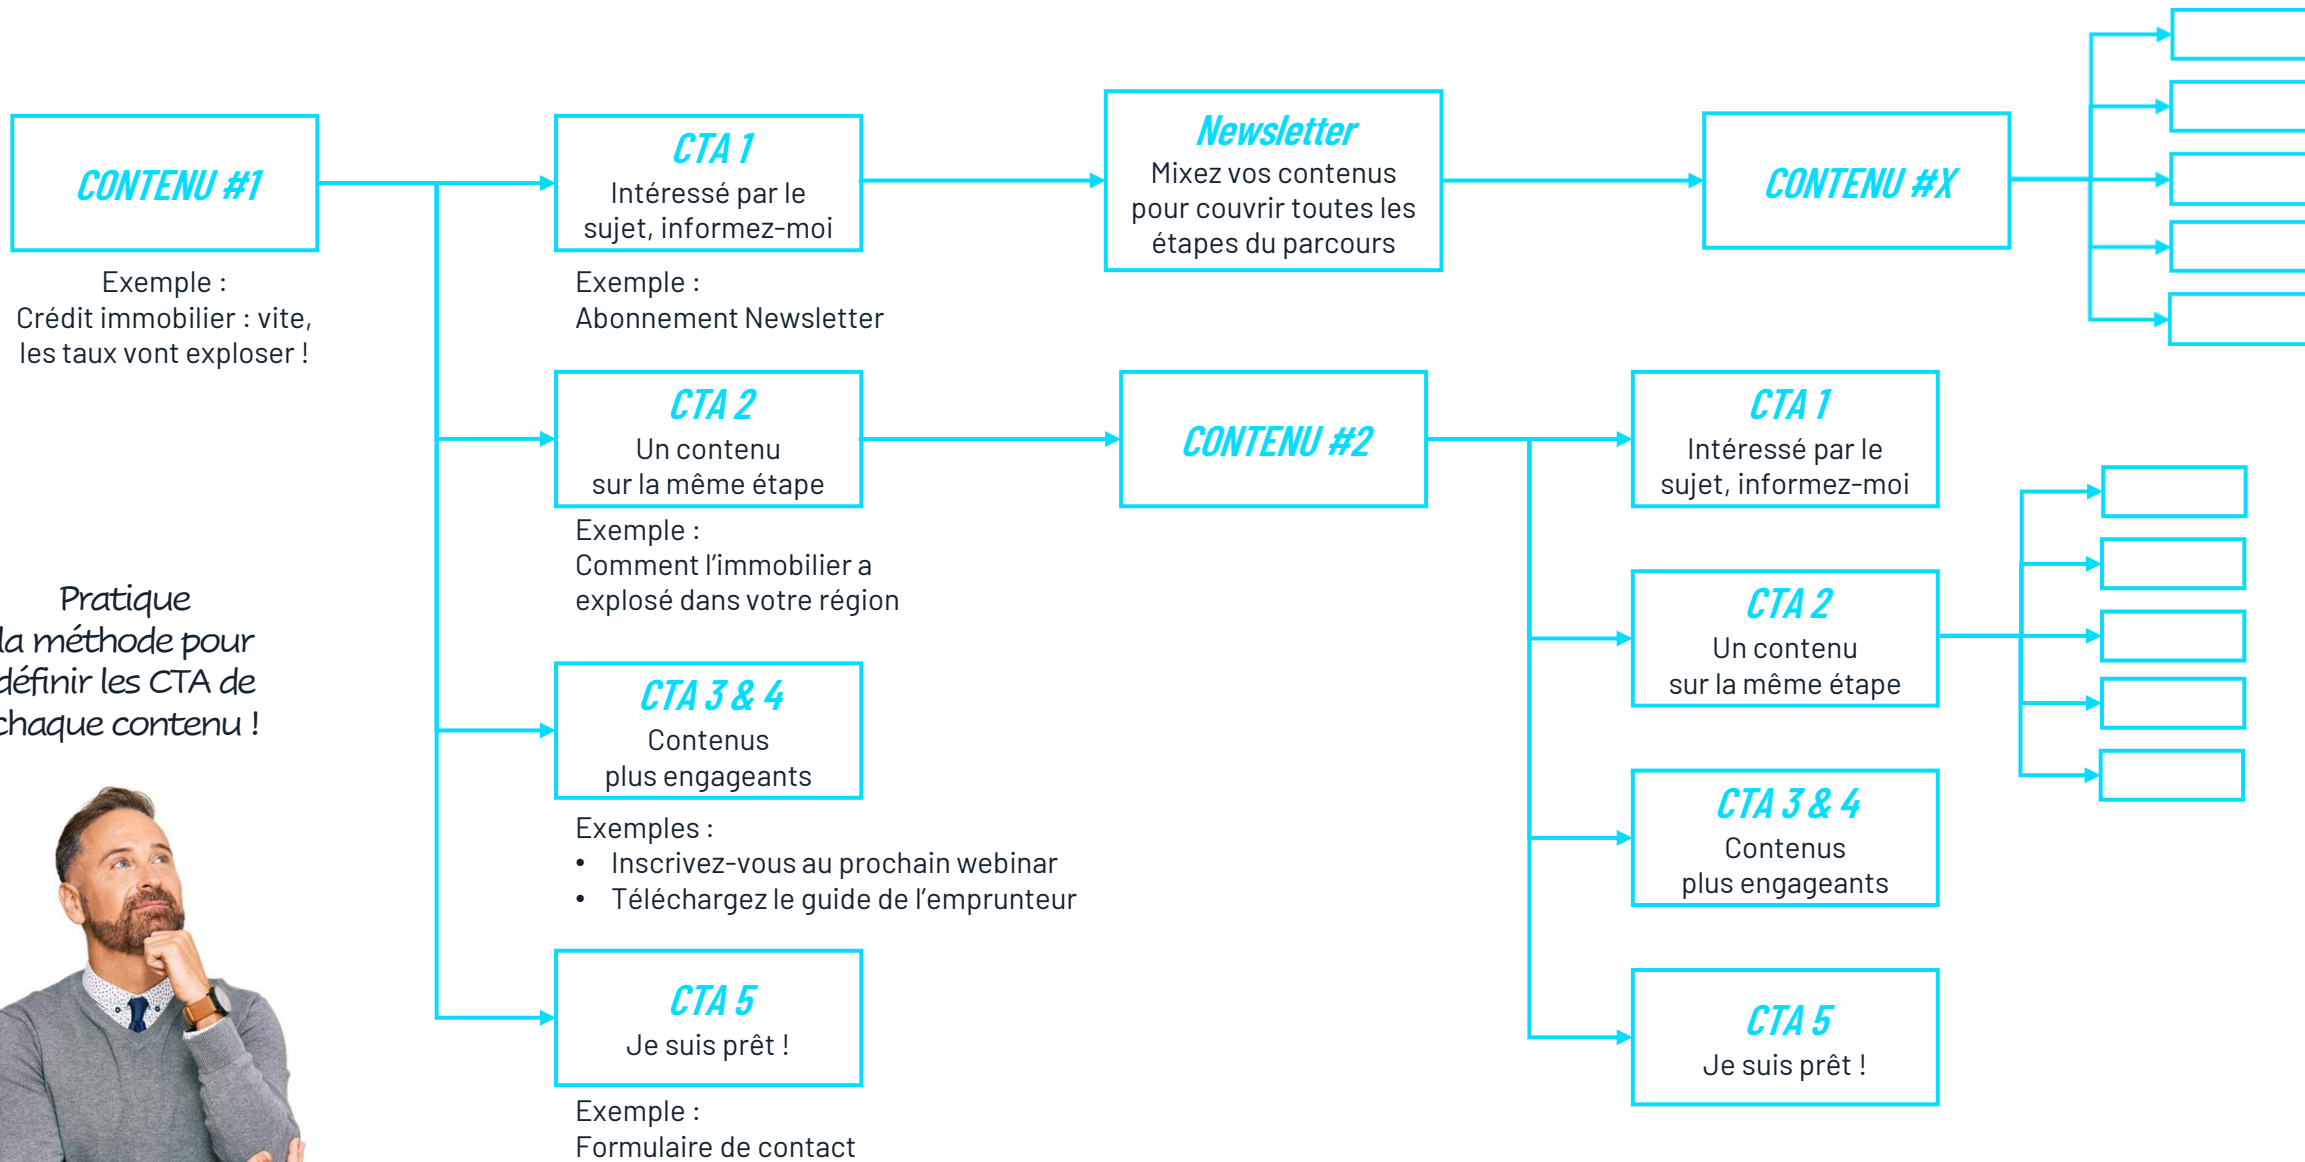 CONTENU #1
Exemple :
Crédit immobilier : vite,
les taux vont exploser !
CTA 1
Intéressé par le
sujet, informez-moi
Exemple :
Abonnement Newsletter
Newsletter
Mixez vos contenus
pour couvrir toutes les
étapes du parcours
CONTENU #X
CTA 2
Un contenu
sur la même étape
Exemple :
Comment l’immobilier a
explosé dans votre région
CONTENU #2
CTA 1
Intéressé par le
sujet, informez-moi
CTA 2
Un contenu
sur la même étape
Pratique
la méthode pour
définir les CTA de
chaque contenu !
CTA 3 & 4
Contenus
plus engageants
Exemples :
• Inscrivez-vous au prochain webinar
• Téléchargez le guide de l’emprunteur
CTA 3 & 4
Contenus
plus engageants
CTA 5
Je suis prêt !
Exemple :
Formulaire de contact
CTA 5
Je suis prêt !